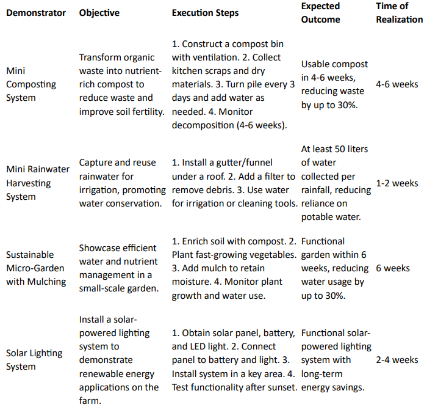 Demonstrator Objective Execution Steps Expected Outcome Time of Realization
Mini Composting System
Transform organic
waste into nutrient-
rich compost to
reduce waste and
improve soil fertility.
1. Construct a compost bin
with ventilation. 2. Collect
kitchen scraps and dry
materials. 3. Turn pile every 3
days and add water as
needed. 4. Monitor
decomposition (4-6 weeks).
Usable compost
in 4-6 weeks,
reducing waste
by up to 30%.
4-6 weeks
Mini Rainwater
Harvesting
System
Capture and reuse
rainwater for
irrigation, promoting
water conservation.
1. Install a gutter/funnel
under a roof. 2. Add a filter to
remove debris. 3. Use water
for irrigation or cleaning tools.
At least 50 liters
of water
collected per
rainfall, reducing
reliance on
potable water.
1-2 weeks
Sustainable
Micro-Garden
with Mulching
Showcase efficient
water and nutrient
management in a
small-scale garden.
1. Enrich soil with compost. 2.
Plant fast-growing vegetables.
3. Add mulch to retain
moisture. 4. Monitor plant
growth and water use.
Functional
garden within 6
weeks, reducing
water usage by
up to 30%.
6 weeks
Solar Lighting
System
Install a solar-
powered lighting
system to
demonstrate
renewable energy
applications on the
farm.
1. Obtain solar panel, battery,
and LED light. 2. Connect
panel to battery and light. 3.
Install system in a key area. 4.
Test functionality after sunset.
Functional solar-
powered lighting
system with
long-term
energy savings.
2-4 weeks